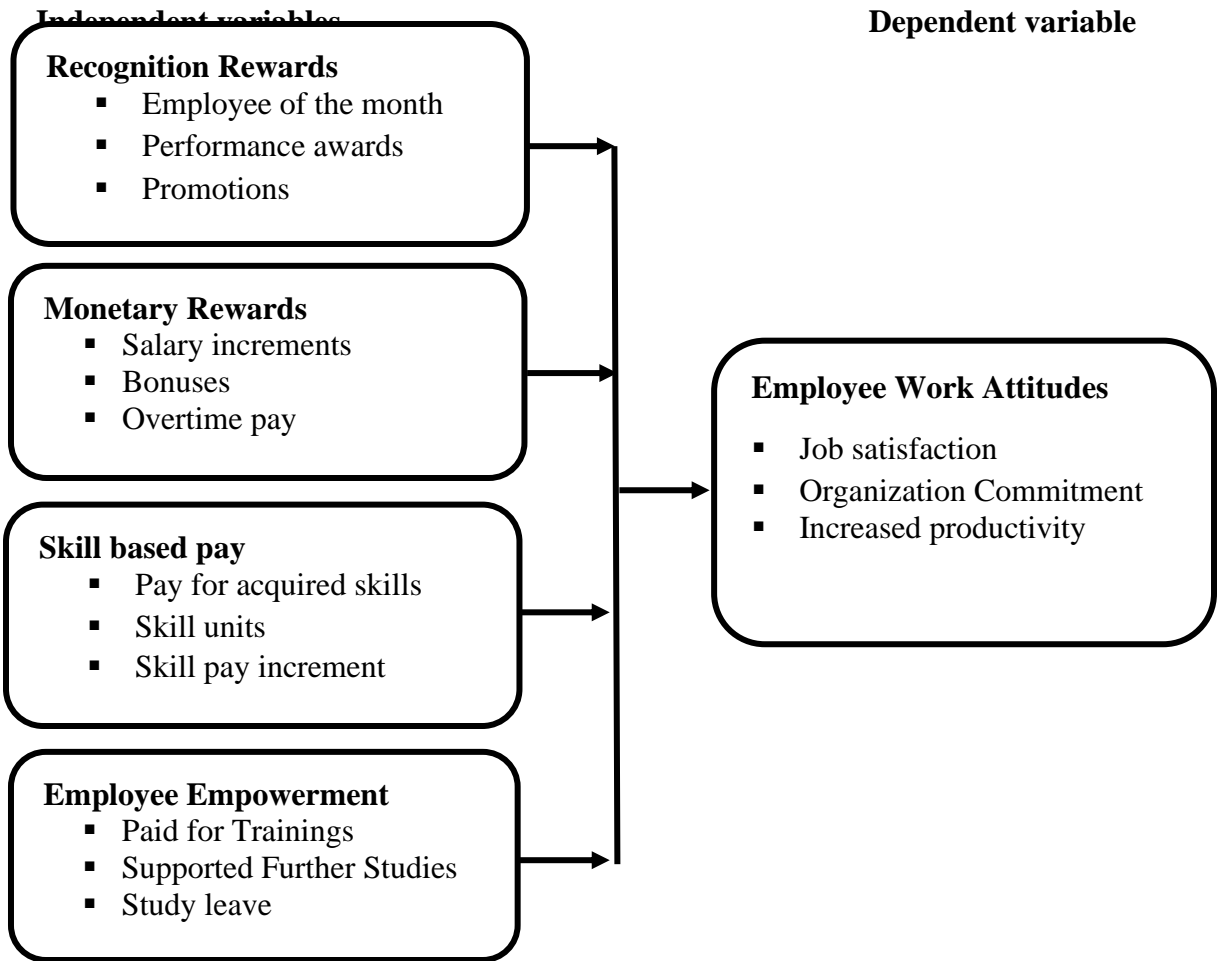 Independent variables
Dependent variable
Recognition Rewards
▪ Employee of the month
▪ Performance awards
▪ Promotions
Monetary Rewards
▪ Salary increments
▪ Bonuses
▪ Overtime pay
Skill based pay
▪ Pay for acquired skills
▪ Skill units
▪ Skill pay increment
Employee Empowerment
▪ Paid for Trainings
▪ Supported Further Studies
▪ Study leave
Employee Work Attitudes
▪ Job satisfaction
▪ Organization Commitment
▪ Increased productivity